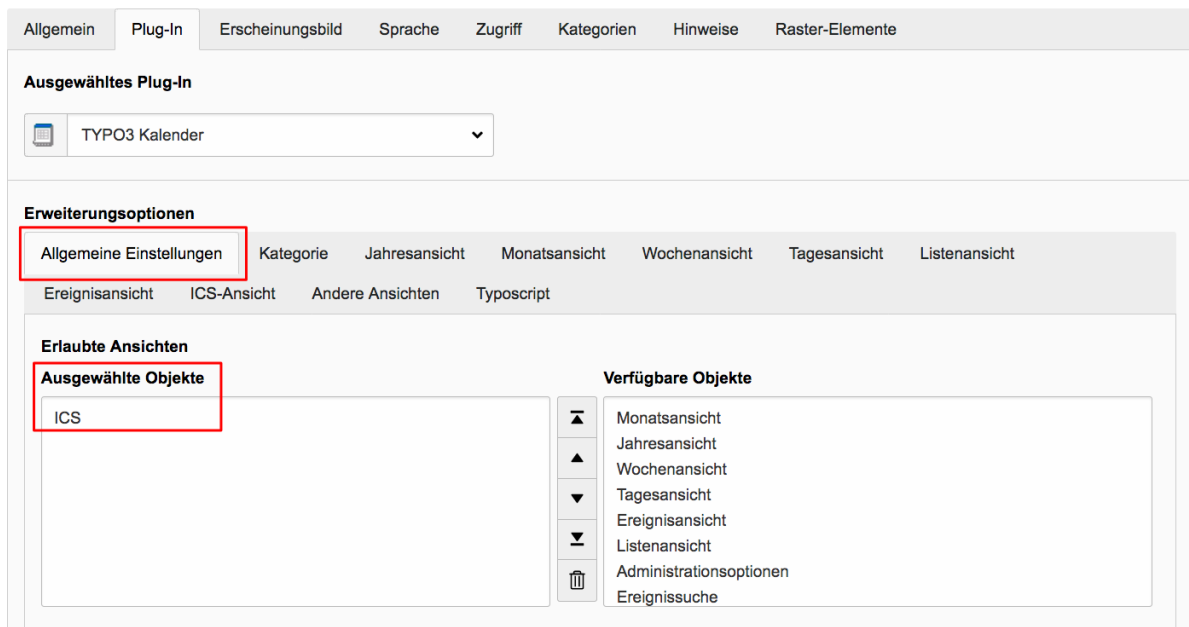 Allgemein Plug-In Erscheinungsbild Sprache Zugriff Kategorien Hinweise Raster-Elemente
Ausgewähltes Plug-In
TYPO3 Kalender
Erweiterungsoptionen
Allgemeine Einstellungen Kategorie Jahresansicht Monatsansicht Wochenansicht Tagesansicht Listenansicht
Ereignisansicht ICS-Ansicht Andere Ansichten Typoscript
Erlaubte Ansichten
Ausgewählte Objekte Verfügbare Objekte
ICS Monatsansicht
Jahresansicht
Wochenansicht
Tagesansicht
Ereignisansicht
Listenansicht
Administrationsoptionen
Ereignissuche